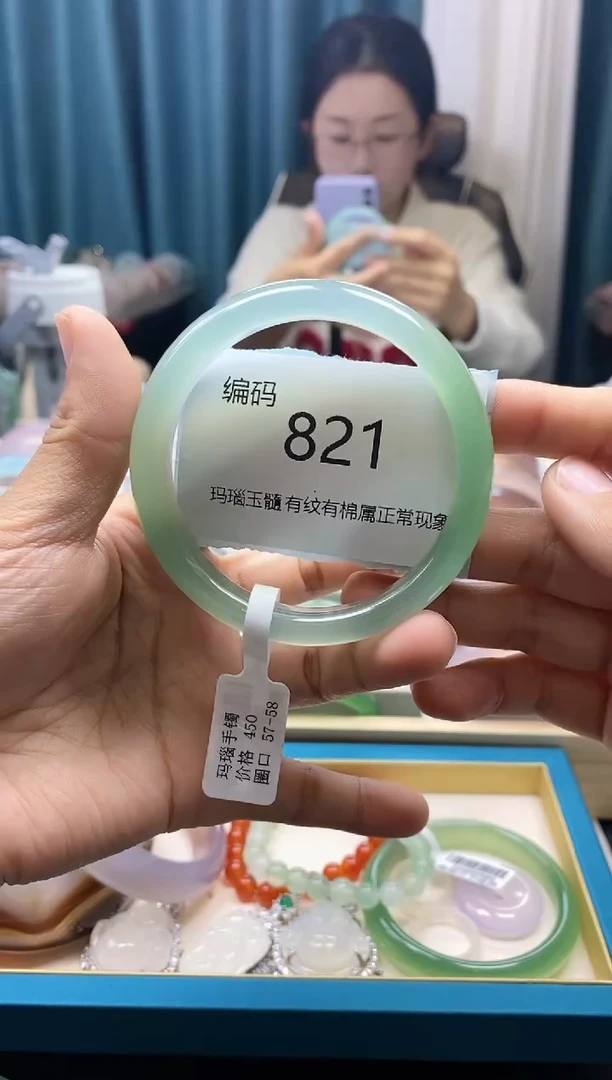 编码
821
玛瑙玉髓有纹有棉属正常现象
玛瑙手镯
价格 450
圈口 57-58